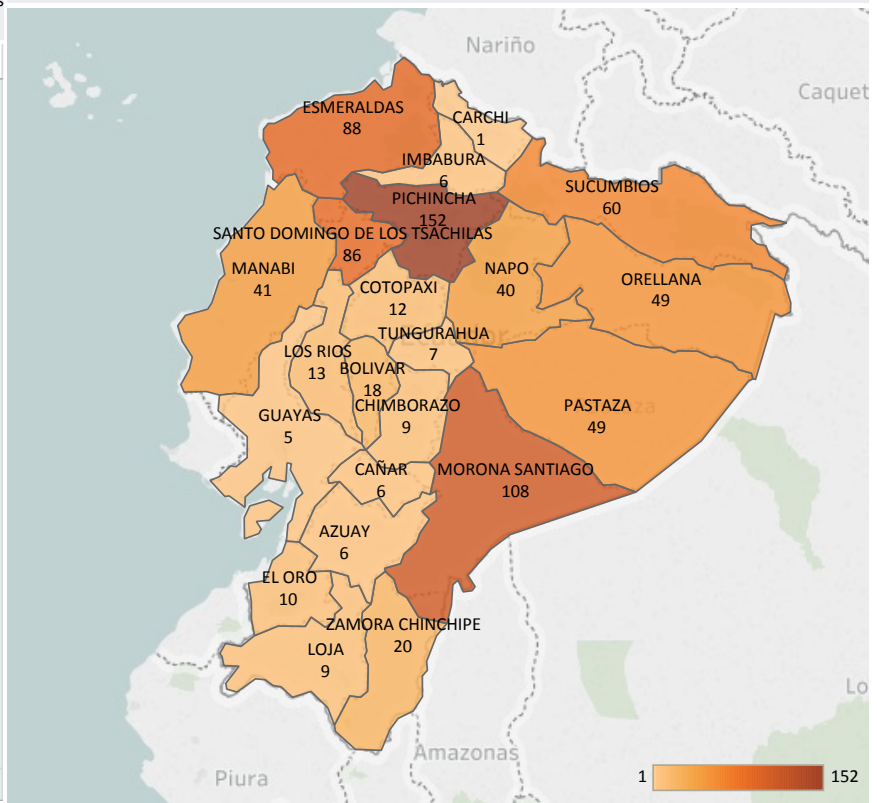 s
Nariño
Caquet
ESMERALDAS
88
CARCHI
1
IMBABURA
6
SUCUMBIOS
60
PICHINCHA
152
SANTO DOMINGO DE LOS TSACHILAS
86
MANABI
41
NAPO
40
ORELLANA
49
COTOPAXI
12
TUNGURAHUA
7
LOS RIOS
13
BOLIVAR
18
CHIMBORAZO
9
PASTAZA
49
GUAYAS
5
CAÑAR
6
MORONA SANTIAGO
108
AZUAY
6
EL ORO
10
ZAMORA CHINCHIPE
20
LOJA
9
Lo
Amazonas
Piura
1
152